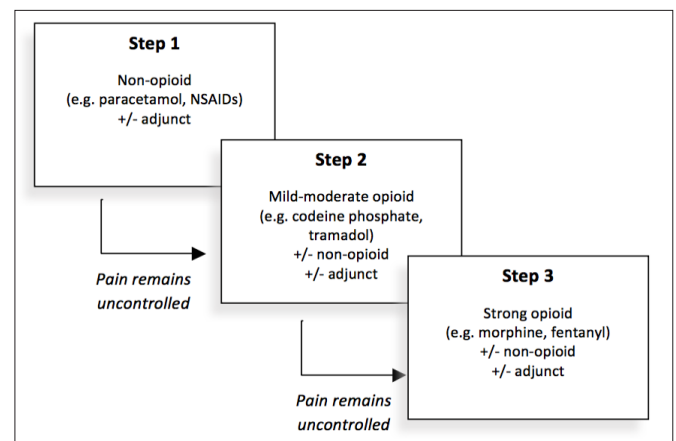 Step 1
Non-opioid
(e.g. paracetamol, NSAIDs)
+/- adjunct
Pain remains
uncontrolled
Step 2
Mild-moderate opioid
(e.g. codeine phosphate,
tramadol)
+/- non-opioid
+/- adjunct
Pain remains
uncontrolled
Step 3
Strong opioid
(e.g. morphine, fentanyl)
+/- non-opioid
+/- adjunct